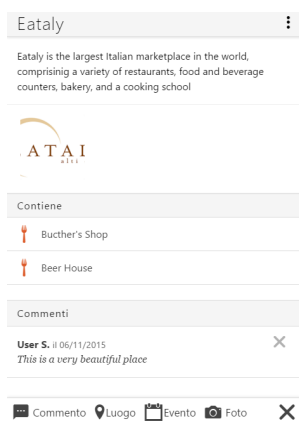 Eataly
Eataly is the largest Italian marketplace in the world,
comprisinig a variety of restaurants, food and beverage
counters, bakery, and a cooking school
ATAI
alti
Contiene
Bucther's Shop
Beer House
Commenti
User S. il 06/11/2015
This is a very beautiful place
Commento Luogo Evento Foto